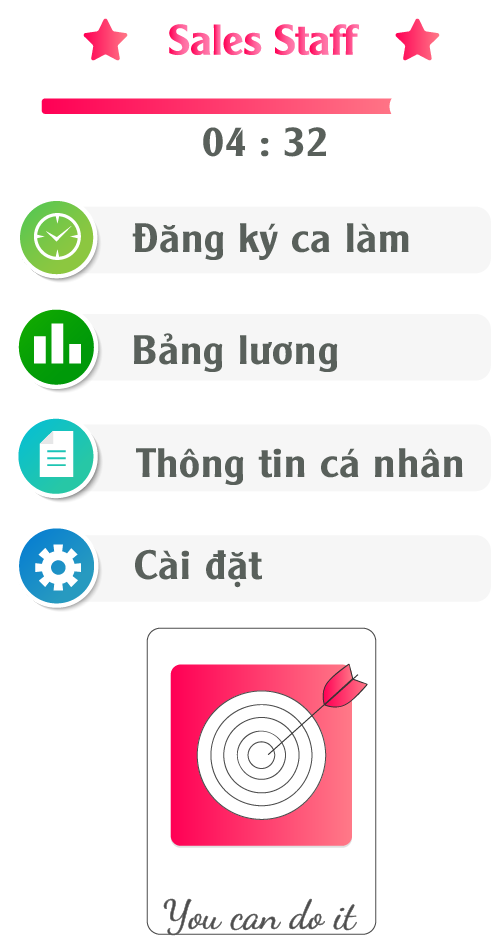 Sales Staff
04 : 32
Đăng ký ca làm
Bảng lương
Thông tin cá nhân
Cài đặt
You can do it